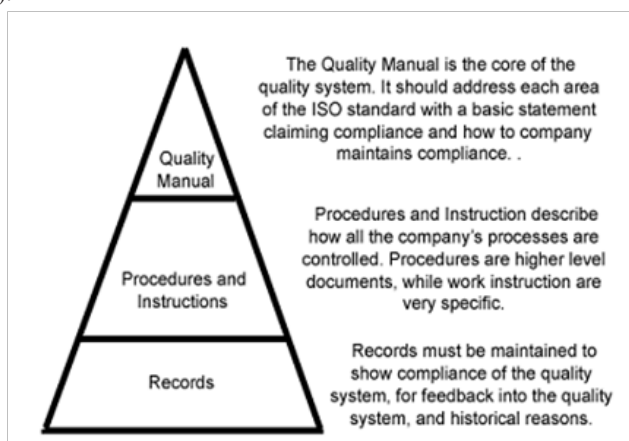 The Quality Manual is the core of the
quality system. It should address each area
of the ISO standard with a basic statement
claiming compliance and how to company
maintains compliance. .
Quality
Manual
Procedures and Instruction describe
how all the company's processes are
controlled. Procedures are higher level
documents, while work instruction are
very specific.
Procedures and
Instructions
Records must be maintained to
show compliance of the quality
system, for feedback into the quality
system, and historical reasons.
Records